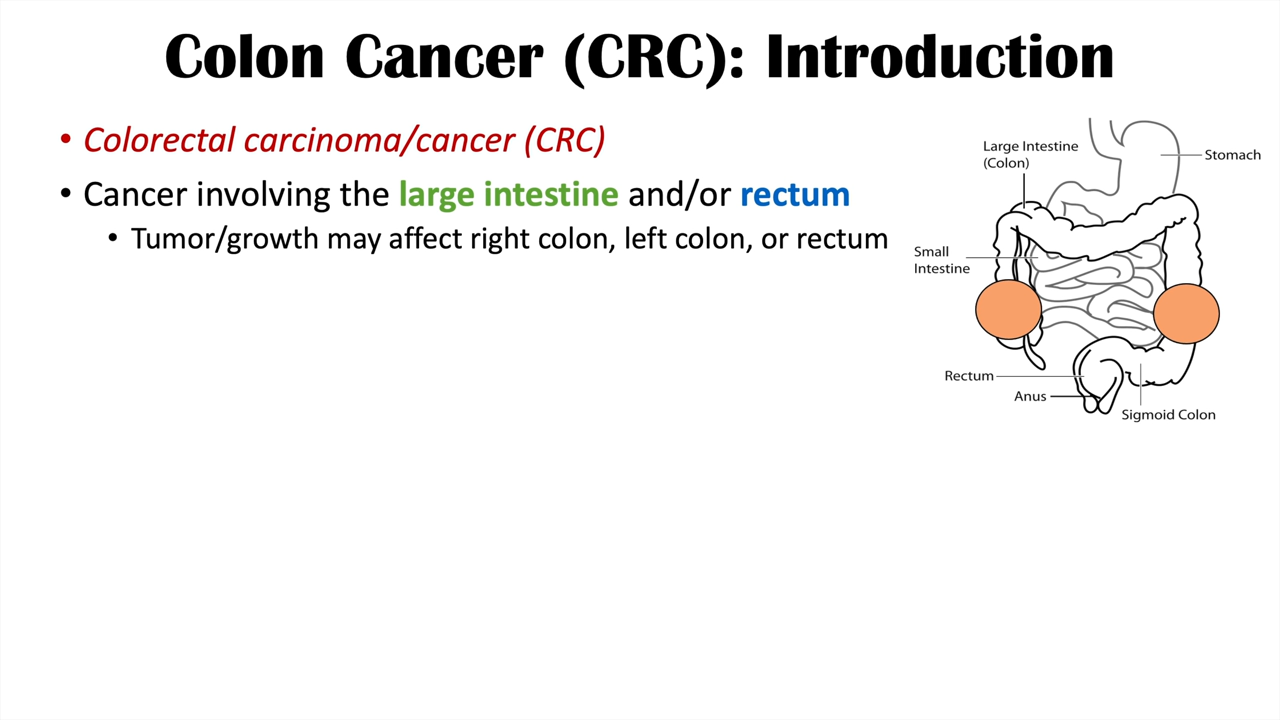 Colon Cancer (CRC): Introduction
• Colorectal carcinoma/cancer (CRC)
• Cancer involving the large intestine and/or rectum
• Tumor/growth may affect right colon, left colon, or rectum
Large Intestine
(Colon)
Stomach
Small
Intestine
Rectum
Anus
Sigmoid Colon